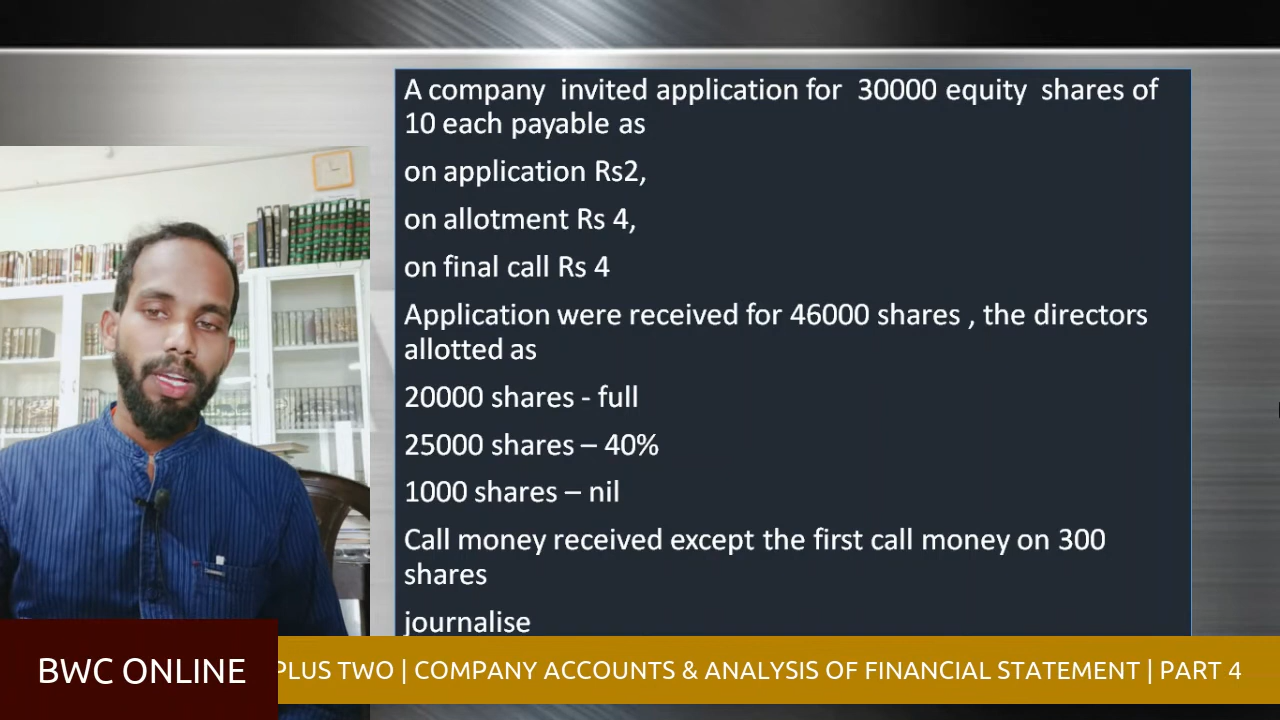 A company invited application for 30000 equity shares of
10 each payable as
on application Rs2,
on allotment Rs 4,
on final call Rs 4
Application were received for 46000 shares , the directors
allotted as
20000 shares - full
25000 shares – 40%
1000 shares – nil
Call money received except the first call money on 300
shares
journalise
BWC ONLINE
PLUS TWO | COMPANY ACCOUNTS & ANALYSIS OF FINANCIAL STATEMENT | PART 4